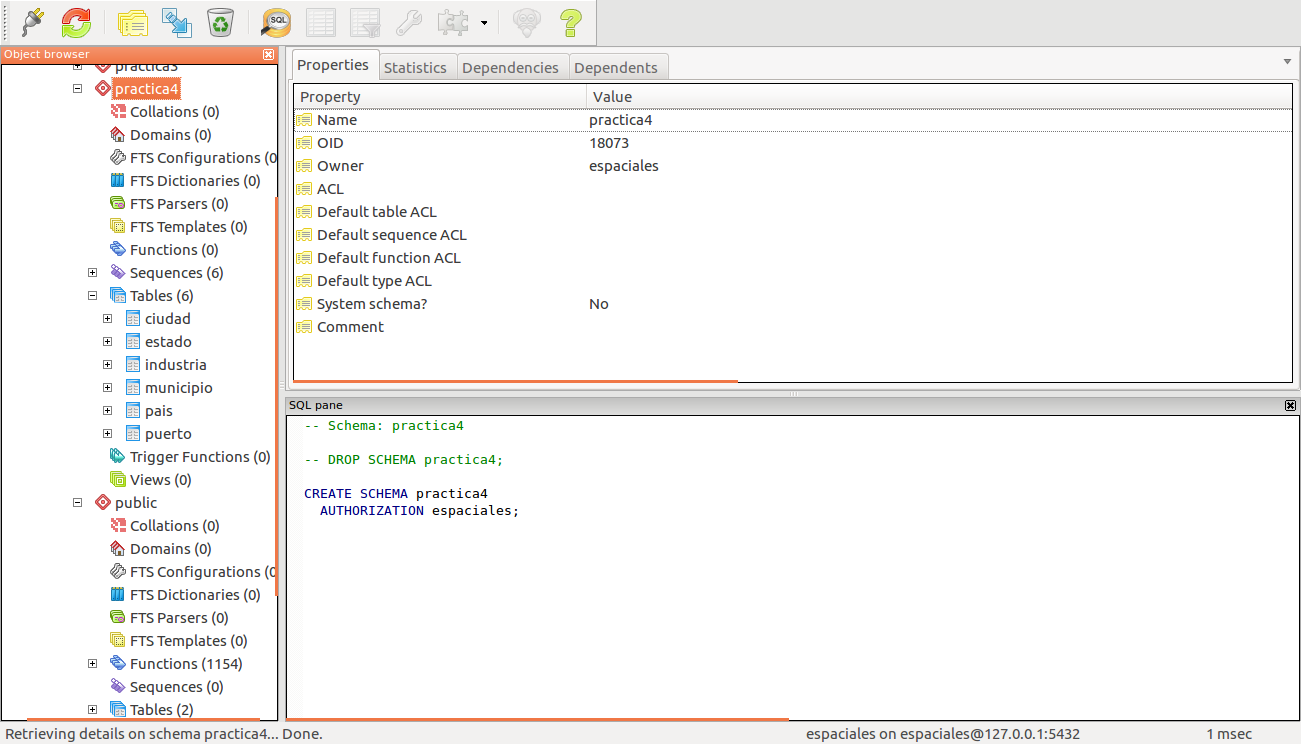 SQL
Object browser
practica3
practica4
Collations (0)
Domains (0)
FTS Configurations (0
FTS Dictionaries (0)
FTS Parsers (0)
FTS Templates (0)
Functions (0)
Sequences (6)
Tables (6)
ciudad
estado
industria
municipio
pais
puerto
Trigger Functions (0)
Views (0)
public
Collations (0)
Domains (0)
FTS Configurations (0
FTS Dictionaries (0)
FTS Parsers (0)
FTS Templates (0)
Functions (1154)
Sequences (0)
Tables (2)
Properties Statistics Dependencies Dependents
Property Value
Name practica4
OID 18073
Owner espaciales
ACL
Default table ACL
Default sequence ACL
Default function ACL
Default type ACL
System schema? No
Comment
SQL pane
-- Schema: practica4
-- DROP SCHEMA practica4;
CREATE SCHEMA practica4
AUTHORIZATION espaciales;
Retrieving details on schema practica4... Done. espaciales on espaciales@127.0.0.1:5432 1 msec